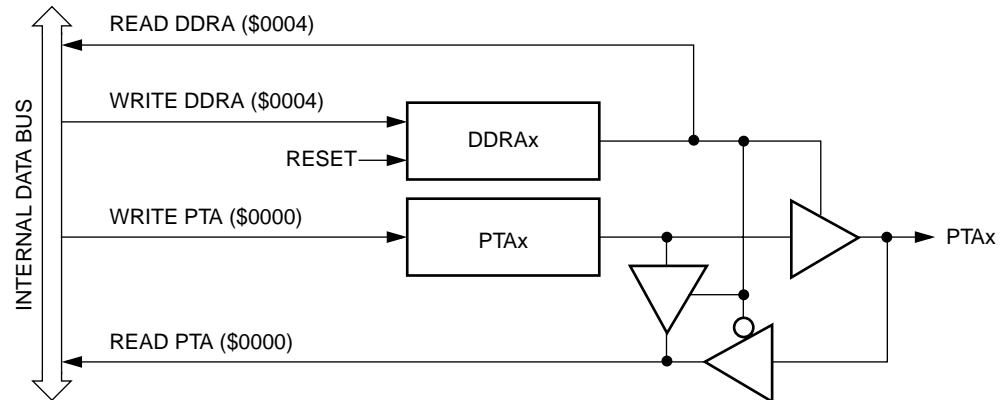 READ DDRA ($0004)
WRITE DDRA ($0004)
DDRAx
RESET
INTERNAL DATA BUS
WRITE PTA ($0000)
PTAx
PTAx
READ PTA ($0000)